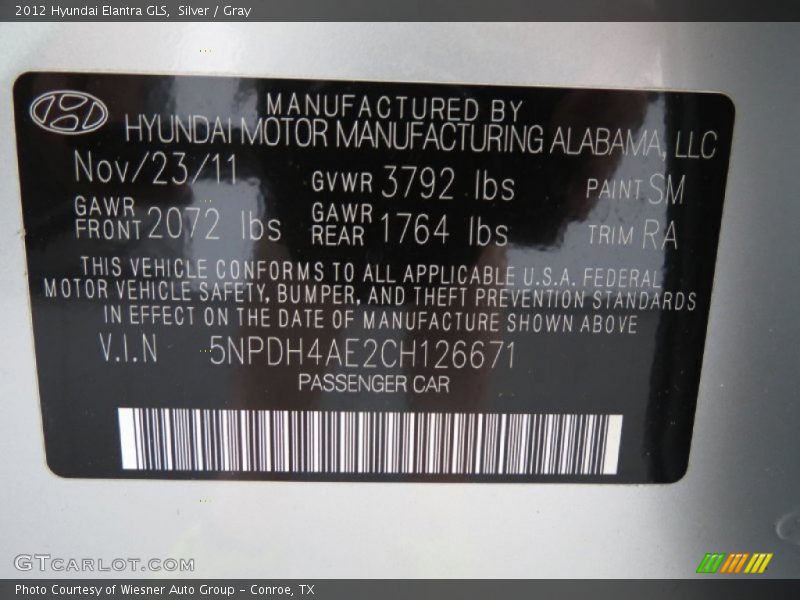 2012 Hyundai Elantra GLS, Silver / Gray
MANUFACTURED BY
HYUNDAI MOTOR MANUFACTURING ALABAMA, LLC
Nov/23/11 GVWR 3792 lbs PAINT SM
GAWR FRONT 2072 lbs GAWR REAR 1764 lbs TRIM RA
THIS VEHICLE CONFORMS TO ALL APPLICABLE U.S.A. FEDERAL
MOTOR VEHICLE SAFETY, BUMPER, AND THEFT PREVENTION STANDARDS
IN EFFECT ON THE DATE OF MANUFACTURE SHOWN ABOVE
V.I.N 5NPDH4AE2CH126671
PASSENGER CAR
GTCARLOT.COM
Photo Courtesy of Wiesner Auto Group - Conroe, TX